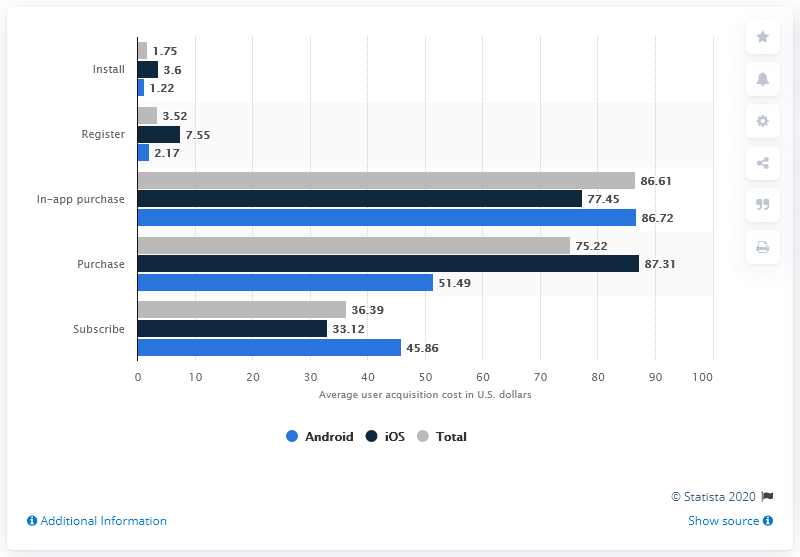 Install
1.75
3.6
1.22
Register
3.52
7.55
2.17
In-app purchase
86.61
77.45
86.72
Purchase
75.22
87.31
51.49
Subscribe
36.39
33.12
45.86
0 10 20 30 40 50 60 70 80 90 100
Average user acquisition cost in U.S. dollars
Android iOS Total
© Statista 2020
Additional Information
Show source